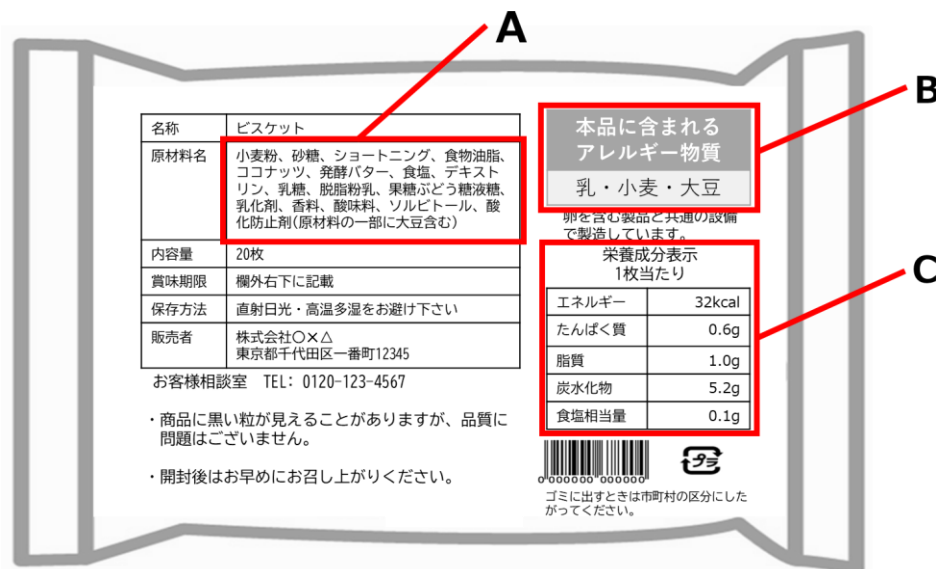 A
B
C
名称 ビスケット
原材料名 小麦粉、砂糖、ショートニング、食物油脂、
ココナッツ、発酵バター、食塩、デキスト
リン、乳糖、脱脂粉乳、果糖ぶどう糖液糖、
乳化剤、香料、酸味料、ソルビトール、酸
化防止剤(原材料の一部に大豆含む)
内容量 20枚
賞味期限 欄外右下に記載
保存方法 直射日光・高温多湿をお避け下さい
販売者 株式会社〇×△
東京都千代田区一番町12345
お客様相談室 TEL: 0120-123-4567
・商品に黒い粒が見えることがありますが、品質に
問題はございません。
・開封後はお早めにお召し上がりください。
本品に含まれる
アレルギー物質
乳・小麦・大豆
卵を含む製品と共通の設備
で製造しています。
栄養成分表示
1枚当たり
エネルギー 32kcal
たんぱく質 0.6g
脂質 1.0g
炭水化物 5.2g
食塩相当量 0.1g
0 000000 000000
プラ
ゴミに出すときは市町村の区分にした
がってください。